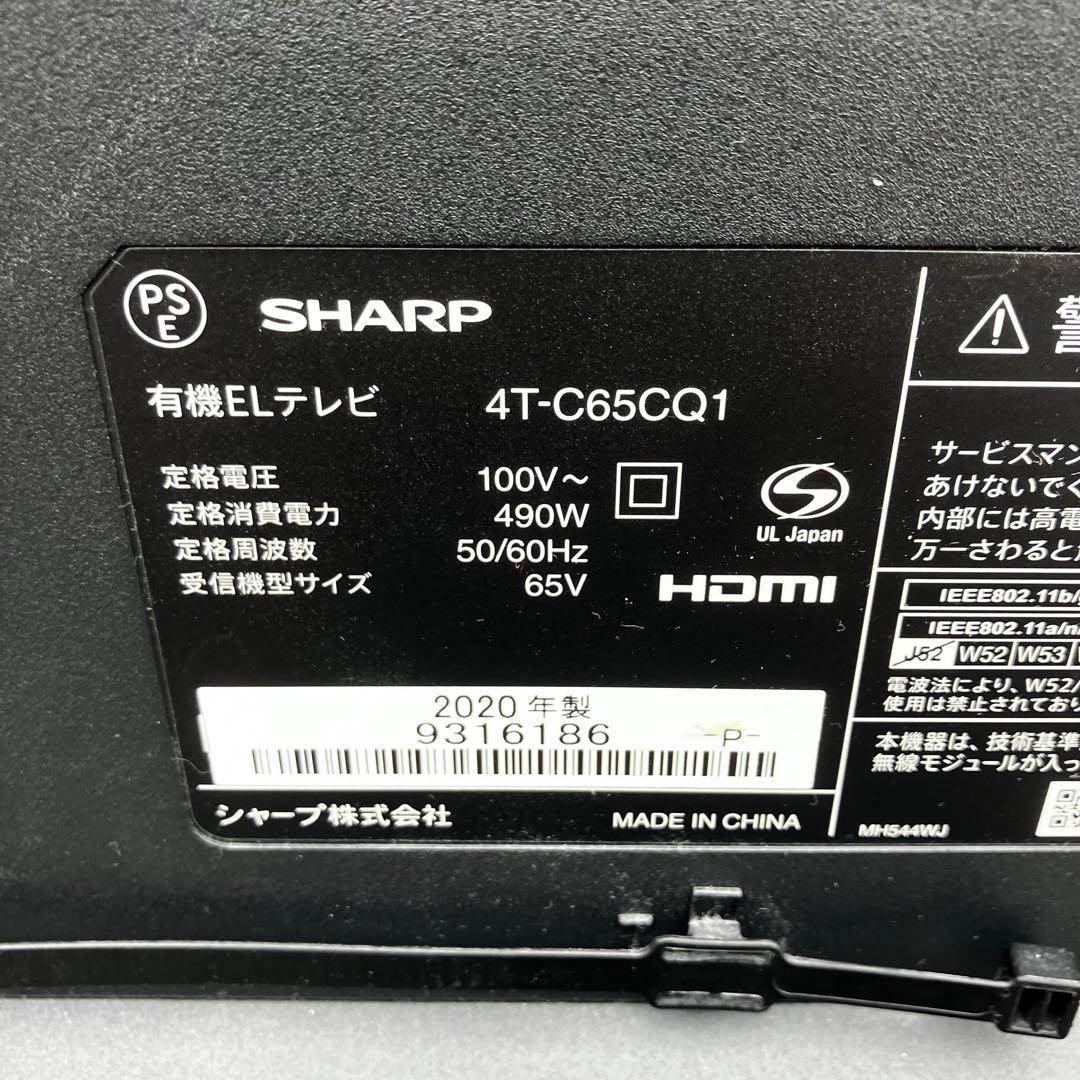 PSE SHARP
有機ELテレビ 4T-C65CQ1
定格電圧 100V～
定格消費電力 490W
定格周波数 50/60Hz
受信機型サイズ 65V
UL Japan
HDMI
2020 年製
9316186 P-
シャープ株式会社 MADE IN CHINA
サービスマン
あけないでく
内部には高電
万一さわると
IEEE802.11b/
IEEE802.11a/n
J52 W52 W53
電波法により、W52/
使用は禁止されており
本機器は、技術基準
無線モジュールが入っ
MH544WJ